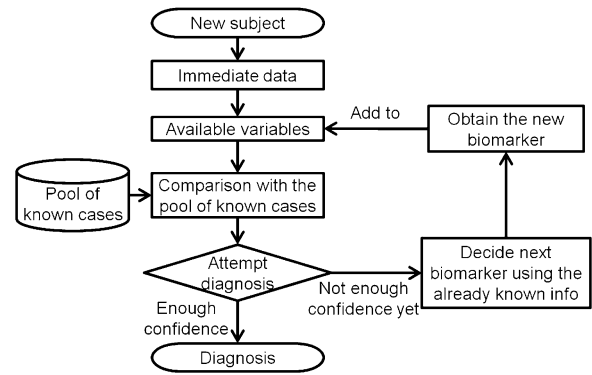 New subject
Immediate data
Available variables
Add to
Obtain the new
biomarker
Pool of
known cases
Comparison with the
pool of known cases
Attempt
diagnosis
Not enough
confidence yet
Decide next
biomarker using the
already known info
Enough
confidence
Diagnosis